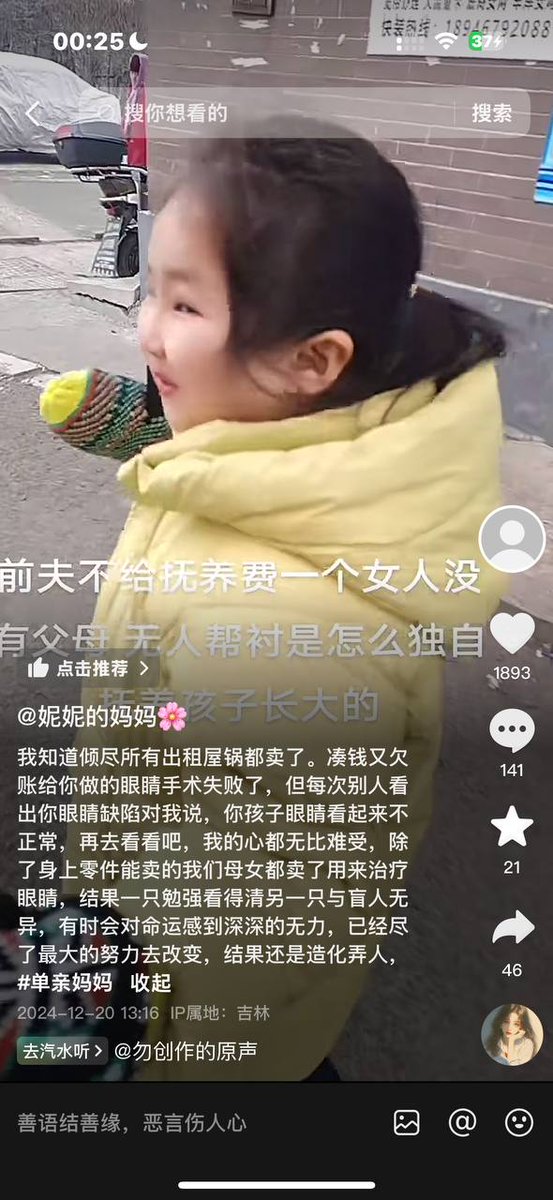 快装热线：18946792088
00:25
37
搜你想看的
搜索
前夫不给抚养费一个女人没
有父母 无人帮衬是怎么独自
抚养孩子长大的
点击推荐
@妮妮的妈妈🌸
我知道倾尽所有出租屋锅都卖了。凑钱又欠
账给你做的眼睛手术失败了，但每次别人看
出你眼睛缺陷对我说，你孩子眼睛看起来不
正常，再去看看吧，我的心都无比难受，除
了身上零件能卖的我们母女都卖了用来治疗
眼睛，结果一只勉强看得清另一只与盲人无
异，有时会对命运感到深深的无力，已经尽
了最大的努力去改变，结果还是造化弄人，
#单亲妈妈 收起
2024-12-20 13:16 IP属地：吉林
去汽水听
@勿创作的原声
1893
141
21
46
善语结善缘，恶言伤人心